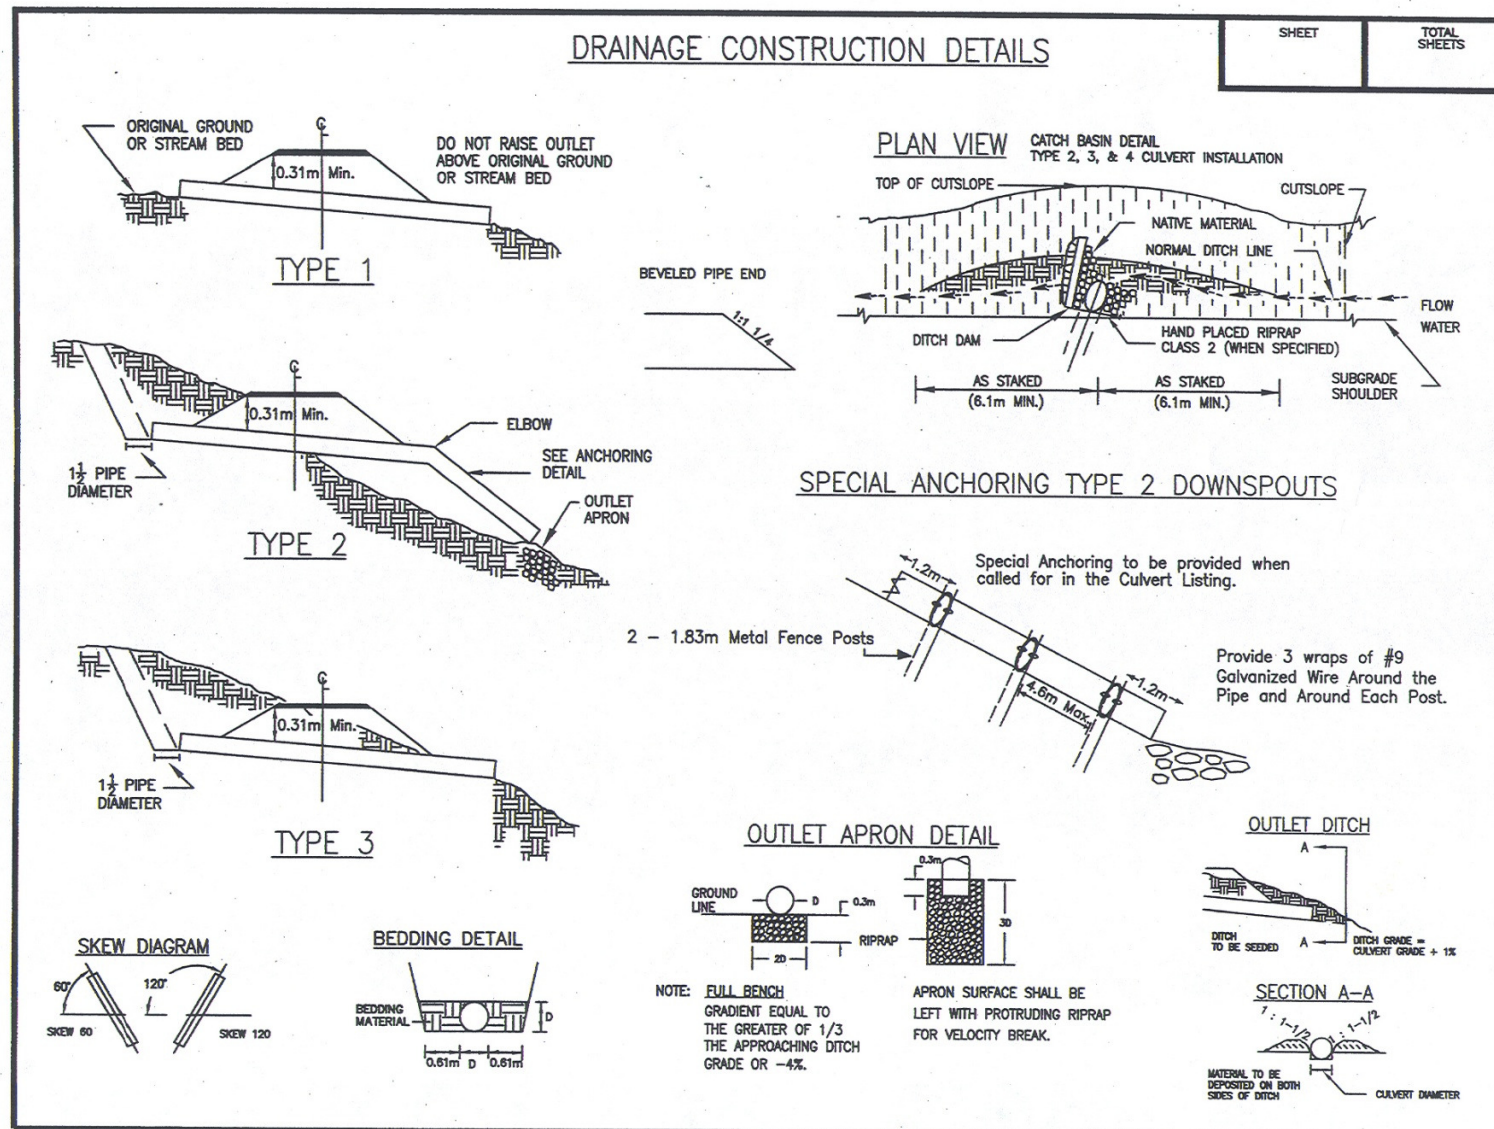 DRAINAGE CONSTRUCTION DETAILS
SHEET
TOTAL
SHEETS
ORIGINAL GROUND
OR STREAM BED
℄
0.31m Min.
DO NOT RAISE OUTLET
ABOVE ORIGINAL GROUND
OR STREAM BED
TYPE 1
BEVELED PIPE END
1:1 1/4
℄
0.31m Min.
ELBOW
SEE ANCHORING
DETAIL
OUTLET
APRON
1½ PIPE
DIAMETER
TYPE 2
℄
0.31m Min.
1½ PIPE
DIAMETER
TYPE 3
PLAN VIEW
CATCH BASIN DETAIL
TYPE 2, 3, & 4 CULVERT INSTALLATION
TOP OF CUTSLOPE
CUTSLOPE
NATIVE MATERIAL
NORMAL DITCH LINE
FLOW
WATER
DITCH DAM
HAND PLACED RIPRAP
CLASS 2 (WHEN SPECIFIED)
AS STAKED
(6.1m MIN.)
AS STAKED
(6.1m MIN.)
SUBGRADE
SHOULDER
SPECIAL ANCHORING TYPE 2 DOWNSPOUTS
1.2m
Special Anchoring to be provided when
called for in the Culvert Listing.
2 - 1.83m Metal Fence Posts
4.6m Max.
1.2m
Provide 3 wraps of #9
Galvanized Wire Around the
Pipe and Around Each Post.
SKEW DIAGRAM
60°
120°
SKEW 60
SKEW 120
BEDDING DETAIL
BEDDING
MATERIAL
D
0.61m D 0.61m
OUTLET APRON DETAIL
GROUND
LINE
D
0.3m
0.3m
RIPRAP
2D
3D
NOTE: FULL BENCH
GRADIENT EQUAL TO
THE GREATER OF 1/3
THE APPROACHING DITCH
GRADE OR -4%.
APRON SURFACE SHALL BE
LEFT WITH PROTRUDING RIPRAP
FOR VELOCITY BREAK.
OUTLET DITCH
A
A
DITCH
TO BE SEEDED
DITCH GRADE =
CULVERT GRADE + 1%
SECTION A-A
1 : 1-1/2
1 : 1-1/2
MATERIAL TO BE
DEPOSITED ON BOTH
SIDES OF DITCH
CULVERT DIAMETER